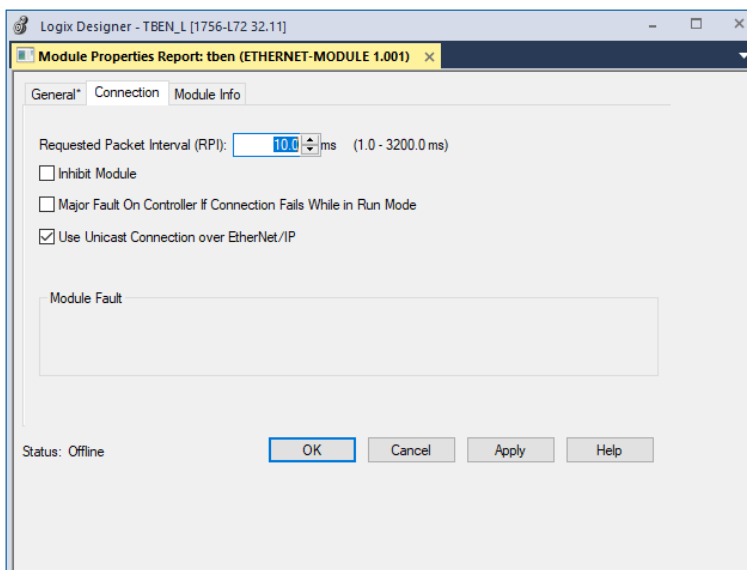 Logix Designer - TBEN_L [1756-L72 32.11]
Module Properties Report: tben (ETHERNET-MODULE 1.001)
General* Connection Module Info
Requested Packet Interval (RPI): 10.0 ms (1.0 - 3200.0 ms)
Inhibit Module
Major Fault On Controller If Connection Fails While in Run Mode
Use Unicast Connection over EtherNet/IP
Module Fault
Status: Offline OK Cancel Apply Help